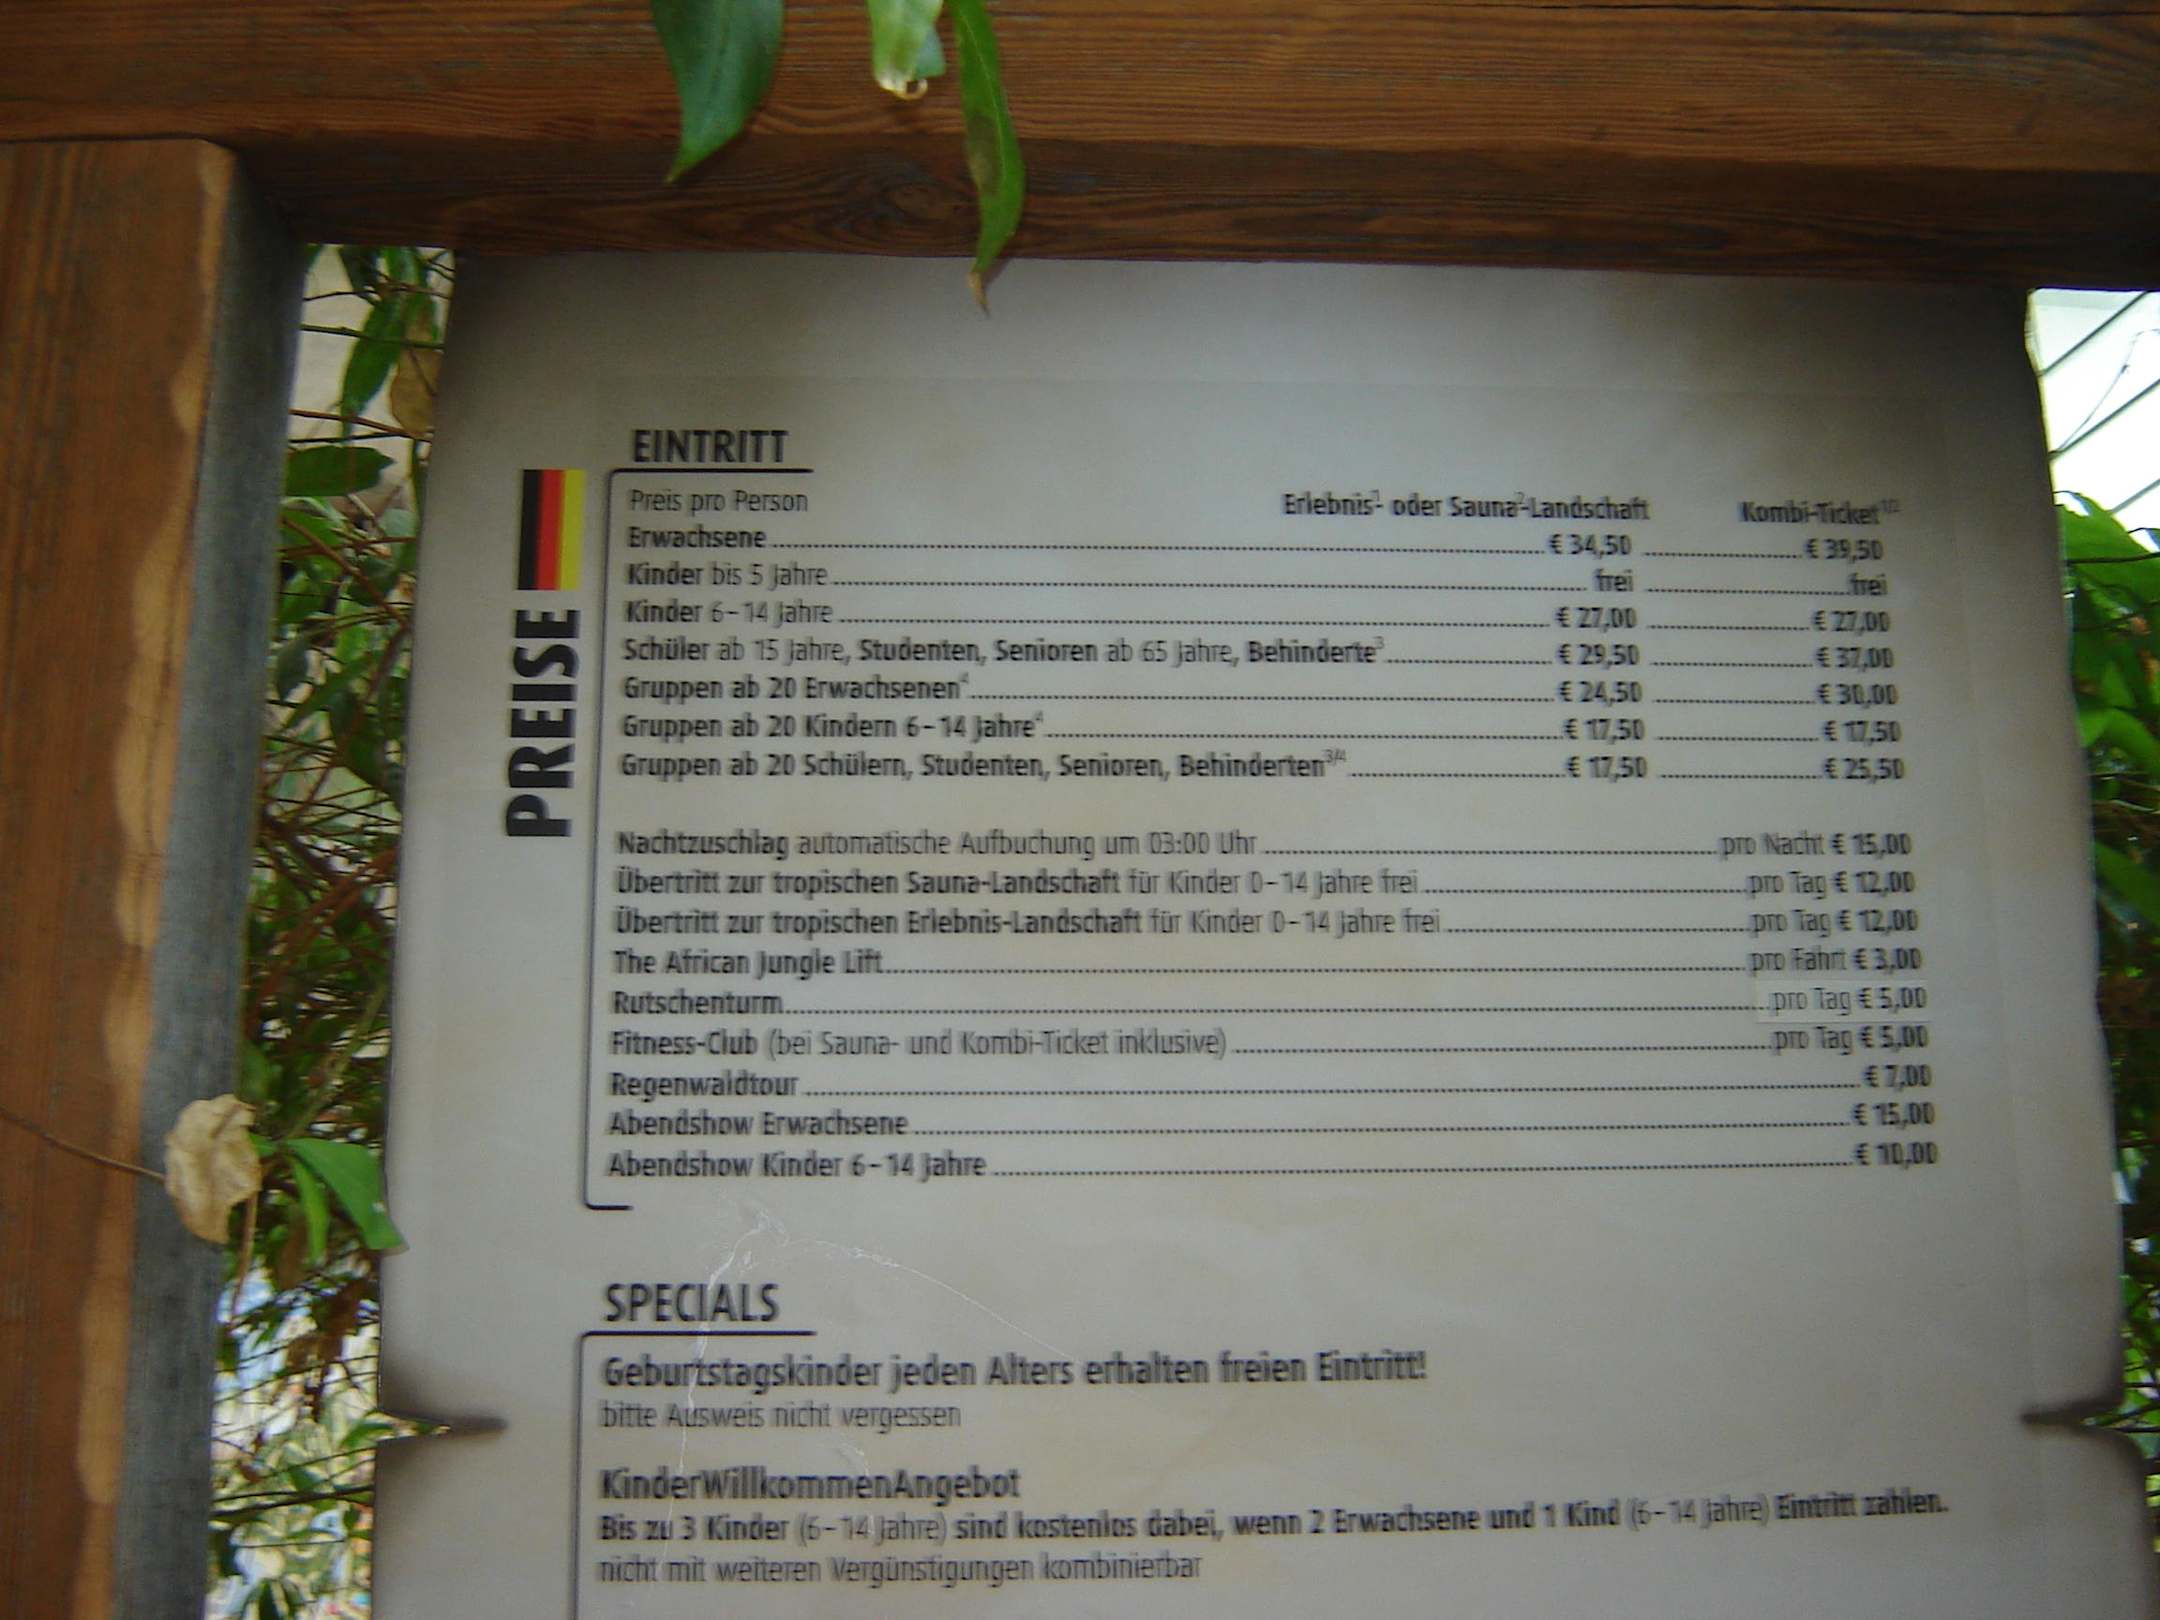 PREISE
EINTRITT
Preis pro Person Erlebnis¹- oder Sauna²-Landschaft Kombi-Ticket¹/²
Erwachsene € 34,50 € 39,50
Kinder bis 5 Jahre frei frei
Kinder 6–14 Jahre € 27,00 € 27,00
Schüler ab 15 Jahre, Studenten, Senioren ab 65 Jahre, Behinderte³ € 29,50 € 37,00
Gruppen ab 20 Erwachsenen⁴ € 24,50 € 30,00
Gruppen ab 20 Kindern 6–14 Jahre⁴ € 17,50 € 17,50
Gruppen ab 20 Schülern, Studenten, Senioren, Behinderten³/⁴ € 17,50 € 25,50
Nachtzuschlag automatische Aufbuchung um 03:00 Uhr pro Nacht € 15,00
Übertritt zur tropischen Sauna-Landschaft für Kinder 0–14 Jahre frei pro Tag € 12,00
Übertritt zur tropischen Erlebnis-Landschaft für Kinder 0–14 Jahre frei pro Tag € 12,00
The African Jungle Lift pro Fahrt € 3,00
Rutschenturm pro Tag € 5,00
Fitness-Club (bei Sauna- und Kombi-Ticket inklusive) pro Tag € 5,00
Regenwaldtour € 7,00
Abendshow Erwachsene € 15,00
Abendshow Kinder 6–14 Jahre € 10,00
SPECIALS
Geburtstagskinder jeden Alters erhalten freien Eintritt!
bitte Ausweis nicht vergessen
KinderWillkommenAngebot
Bis zu 3 Kinder (6–14 Jahre) sind kostenlos dabei, wenn 2 Erwachsene und 1 Kind (6–14 Jahre) Eintritt zahlen.
nicht mit weiteren Vergünstigungen kombinierbar